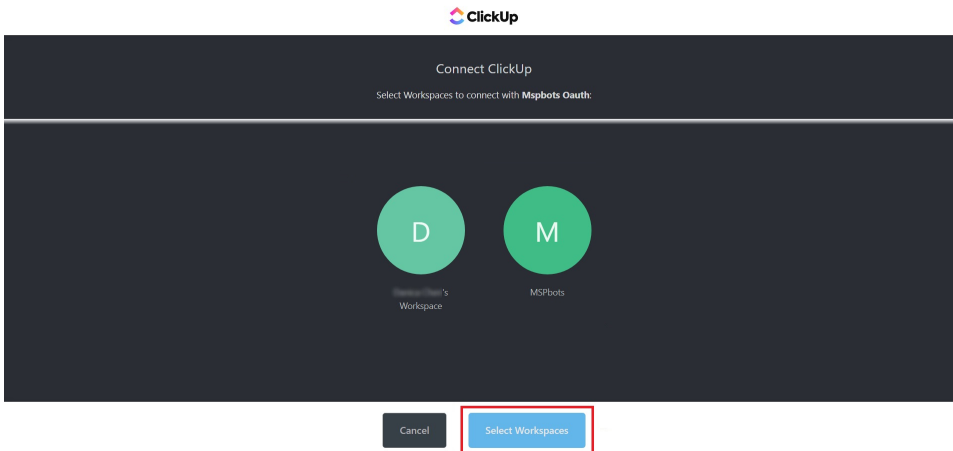 ClickUp
Connect ClickUp
Select Workspaces to connect with Mspbots Oauth:
D
M
's
Workspace
MSPbots
Cancel
Select Workspaces